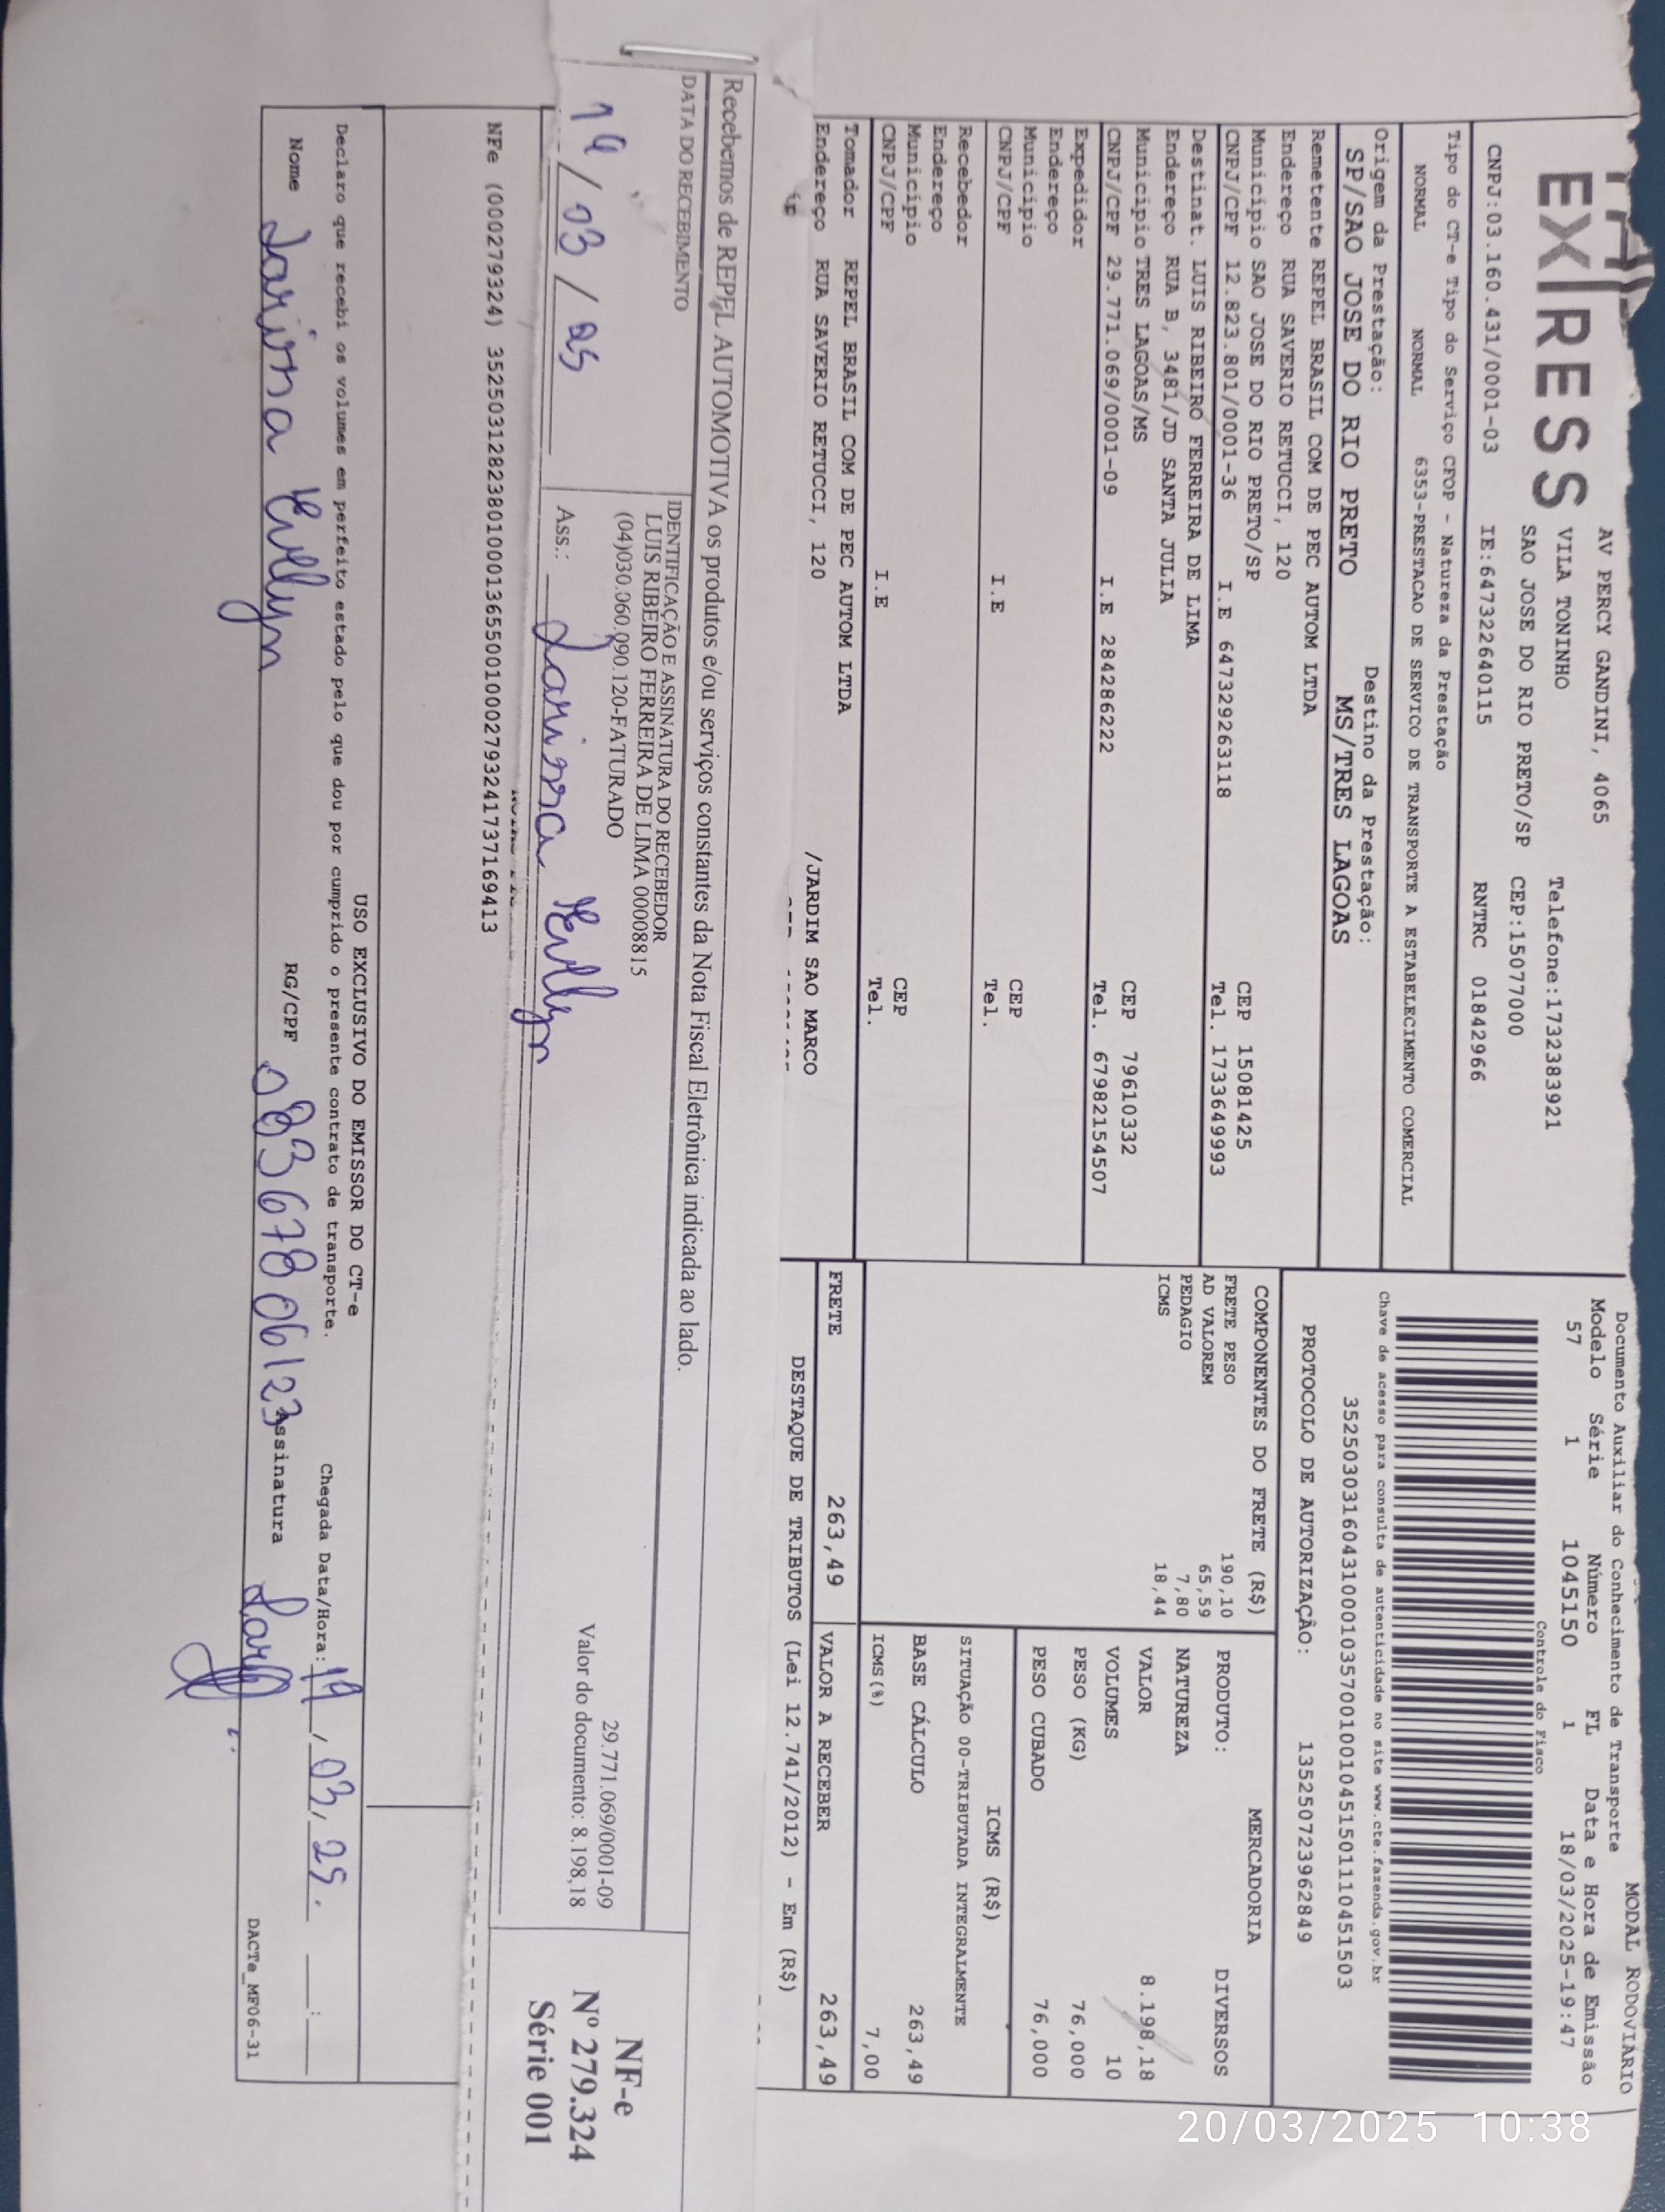 EXPRESS
AV PERCY GANDINI, 4065
VILA TONINHO Telefone:1732383921
SAO JOSE DO RIO PRETO/SP CEP:15077000
CNPJ:03.160.431/0001-03 IE:647322640115 RNTRC 01842966
Tipo do CT-e Tipo do Serviço CFOP - Natureza da Prestação
NORMAL NORMAL 6353-PRESTACAO DE SERVICO DE TRANSPORTE A ESTABELECIMENTO COMERCIAL
Origem da Prestação: Destino da Prestação:
SP/SAO JOSE DO RIO PRETO MS/TRES LAGOAS
Remetente REPEL BRASIL COM DE PEC AUTOM LTDA
Endereço RUA SAVERIO RETUCCI, 120
Município SAO JOSE DO RIO PRETO/SP CEP 15081425
CNPJ/CPF 12.823.801/0001-36 I.E 647329263118 Tel. 1733649993
Destinat. LUIS RIBEIRO FERREIRA DE LIMA
Endereço RUA B, 3481/JD SANTA JULIA
Município TRES LAGOAS/MS CEP 79610332
CNPJ/CPF 29.771.069/0001-09 I.E 284286222 Tel. 67982154507
Expedidor
Endereço
Município CEP
CNPJ/CPF I.E Tel.
Recebedor
Endereço
Município CEP
CNPJ/CPF I.E Tel.
Tomador REPEL BRASIL COM DE PEC AUTOM LTDA
Endereço RUA SAVERIO RETUCCI, 120 /JARDIM SAO MARCO
MODAL RODOVIÁRIO
Documento Auxiliar do Conhecimento de Transporte
Modelo Série Número FL Data e Hora de Emissão
57 1 1045150 1 18/03/2025-19:47
Controle do Fisco
Chave de acesso para consulta de autenticidade no site www.cte.fazenda.gov.br
35250303160431000103570010010451501110451503
PROTOCOLO DE AUTORIZAÇÃO: 135250723962849
COMPONENTES DO FRETE (R$)
FRETE PESO 190,10
AD VALOREM 65,59
PEDAGIO 7,80
ICMS 18,44
MERCADORIA
PRODUTO: DIVERSOS
NATUREZA
VALOR 8.198,18
VOLUMES 10
PESO (KG) 76,000
PESO CUBADO 76,000
ICMS (R$)
SITUAÇÃO 00-TRIBUTADA INTEGRALMENTE
BASE CÁLCULO 263,49
ICMS(%) 7,00
FRETE 263,49 VALOR A RECEBER 263,49
DESTAQUE DE TRIBUTOS (Lei 12.741/2012) - Em (R$)
Recebemos de REPEL AUTOMOTIVA os produtos e/ou serviços constantes da Nota Fiscal Eletrônica indicada ao lado.
DATA DO RECEBIMENTO
19/03/25
IDENTIFICAÇÃO E ASSINATURA DO RECEBEDOR
LUIS RIBEIRO FERREIRA DE LIMA 00008815 29.771.069/0001-09
(04)030.060.090.120-FATURADO Valor do documento: 8.198,18
Ass.: Larissa Evellyn
NF-e
Nº 279.324
Série 001
NFe (000279324) 35250312823801000136550010002793241737169413
USO EXCLUSIVO DO EMISSOR DO CT-e
Declaro que recebi os volumes em perfeito estado pelo que dou por cumprido o presente contrato de transporte.
Chegada Data/Hora: 19/03/25. __:__
Nome Larissa Evellyn RG/CPF 08367806123 Assinatura
DACTe_MF06-31
20/03/2025 10:38